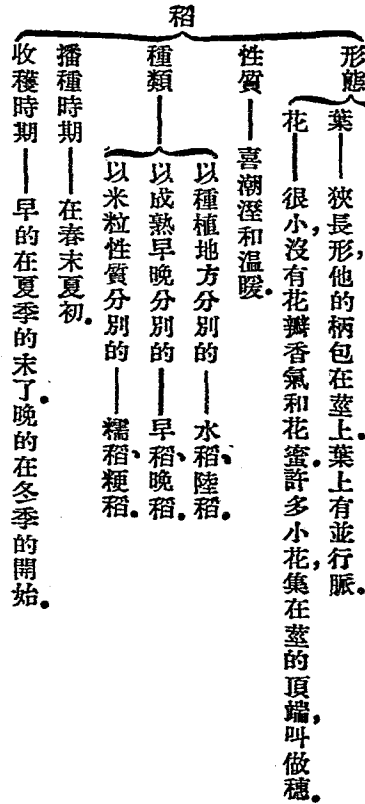 稻
形態
葉——狹長形,他的柄包在莖上.葉上有並行脈.
花——很小,沒有花瓣香氣和花蜜.許多小花,集在莖的頂端,叫做穗.
性質——喜潮溼和温暖.
種類
以種植地方分別的——水稻、陸稻.
以成熟早晚分別的——早稻、晚稻.
以米粒性質分別的——糯稻、粳稻.
播種時期——在春末夏初.
收穫時期——早的在夏季的末了.晚的在冬季的開始.